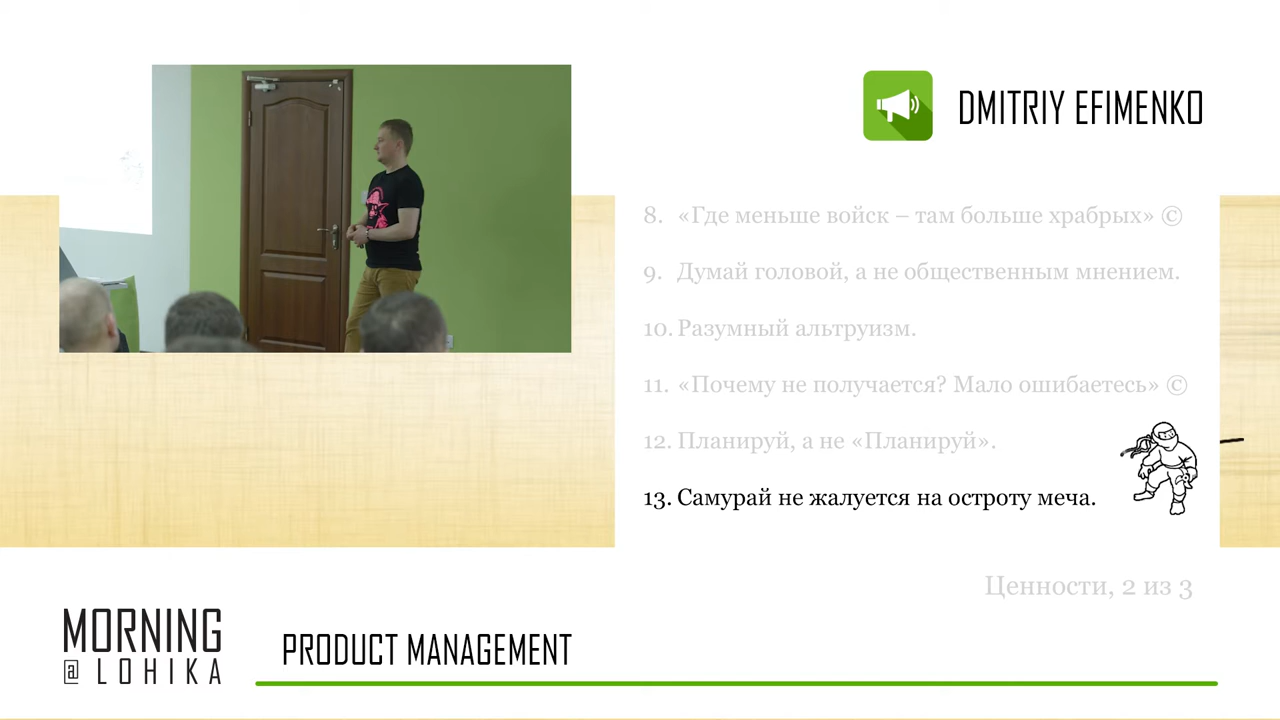 DMITRIY EFIMENKO
8. «Где меньше войск – там больше храбрых» ©
9. Думай головой, а не общественным мнением.
10. Разумный альтруизм.
11. «Почему не получается? Мало ошибаетесь» ©
12. Планируй, а не «Планируй».
13. Самурай не жалуется на остроту меча.
Ценности, 2 из 3
MORNING
@ LOHIKA
PRODUCT MANAGEMENT